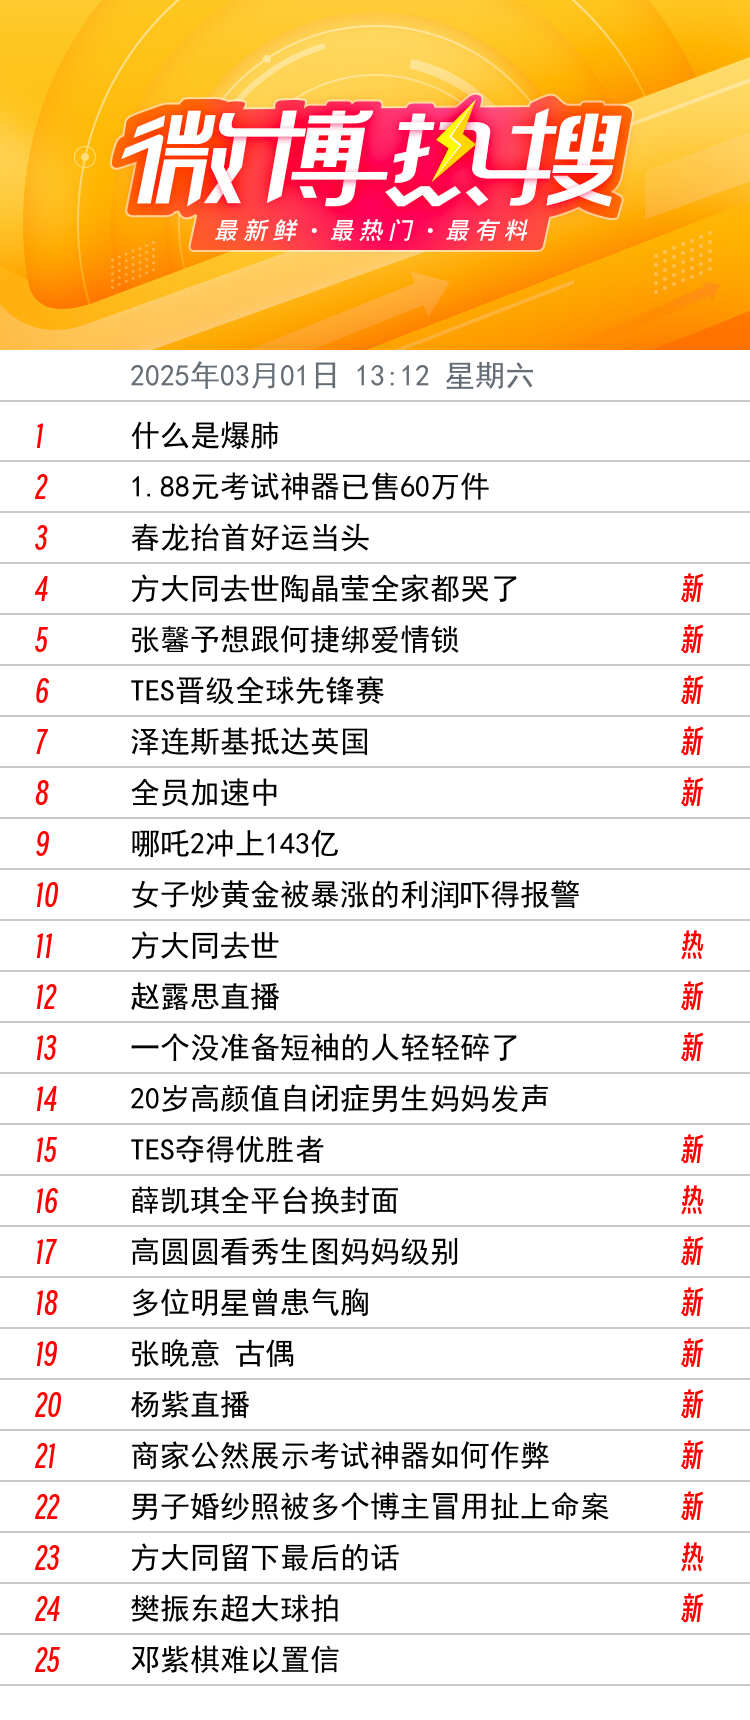 微博热搜
最新鲜·最热门·最有料
2025年03月01日 13:12 星期六
1 什么是爆肺
2 1.88元考试神器已售60万件
3 春龙抬首好运当头
4 方大同去世陶晶莹全家都哭了 新
5 张馨予想跟何捷绑爱情锁 新
6 TES晋级全球先锋赛 新
7 泽连斯基抵达英国 新
8 全员加速中 新
9 哪吒2冲上143亿
10 女子炒黄金被暴涨的利润吓得报警
11 方大同去世 热
12 赵露思直播 新
13 一个没准备短袖的人轻轻碎了 新
14 20岁高颜值自闭症男生妈妈发声
15 TES夺得优胜者 新
16 薛凯琪全平台换封面 热
17 高圆圆看秀生图妈妈级别 新
18 多位明星曾患气胸 新
19 张晚意 古偶 新
20 杨紫直播 新
21 商家公然展示考试神器如何作弊 新
22 男子婚纱照被多个博主冒用扯上命案 新
23 方大同留下最后的话 热
24 樊振东超大球拍 新
25 邓紫棋难以置信